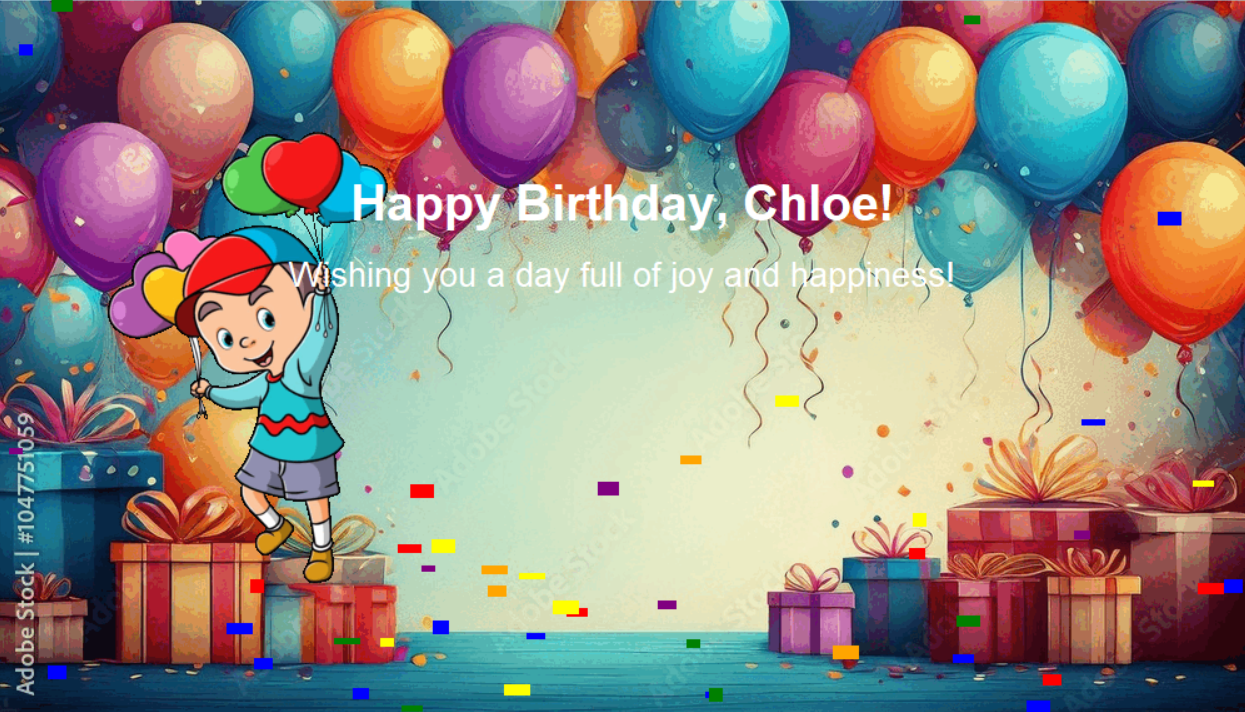 Happy Birthday, Chloe!
Wishing you a day full of joy and happiness!
Adobe Stock | #1047751059